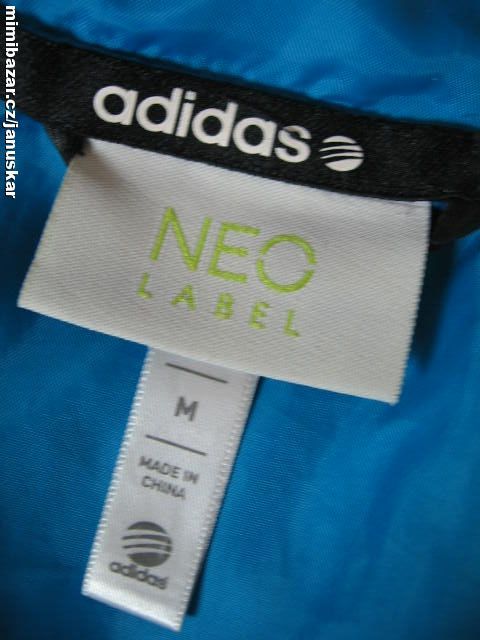 mimibazar.cz/januskar
adidas
NEO
LABEL
M
MADE IN
CHINA
adidas